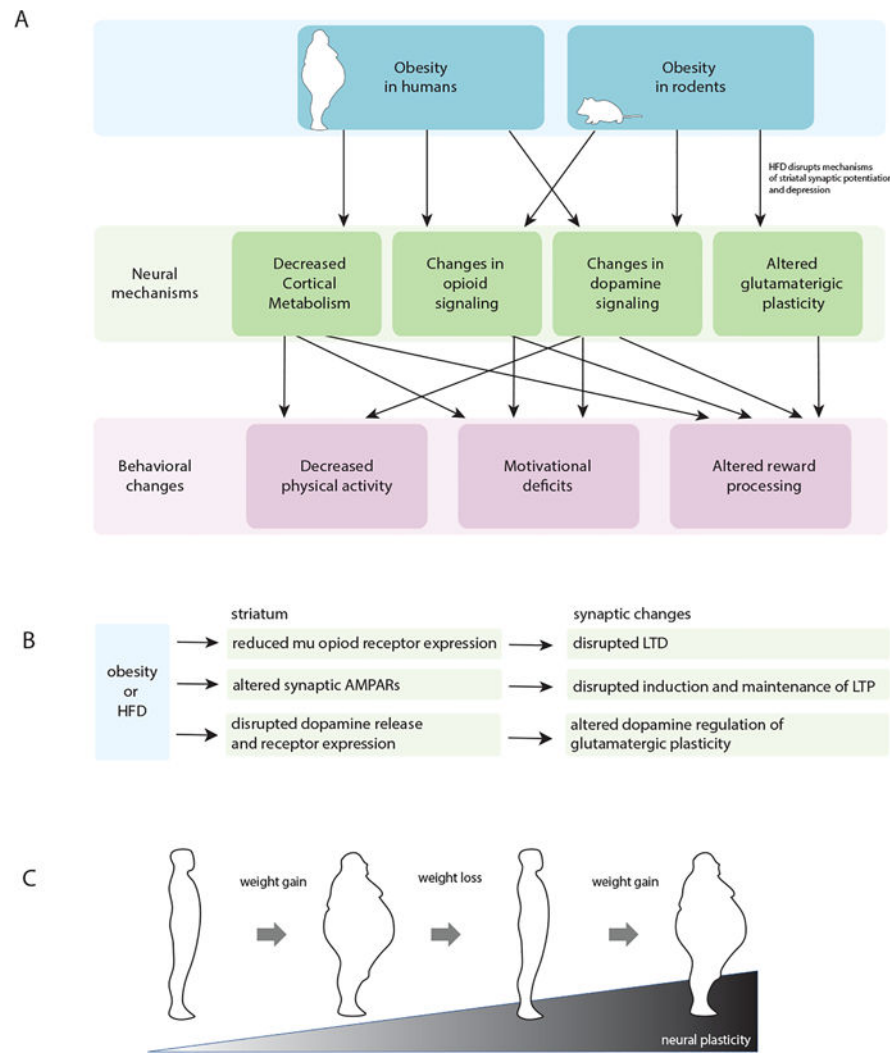 A
Obesity
in humans
Obesity
in rodents
HFD disrupts mechanisms
of striatal synaptic potentiation
and depression
Neural
mechanisms
Decreased
Cortical
Metabolism
Changes in
opioid
signaling
Changes in
dopamine
signaling
Altered
glutamaterigic
plasticity
Behavioral
changes
Decreased
physical activity
Motivational
deficits
Altered reward
processing
B
striatum
synaptic changes
obesity
or
HFD
reduced mu opiod receptor expression
disrupted LTD
altered synaptic AMPARs
disrupted induction and maintenance of LTP
disrupted dopamine release
and receptor expression
altered dopamine regulation of
glutamatergic plasticity
C
weight gain
weight loss
weight gain
neural plasticity